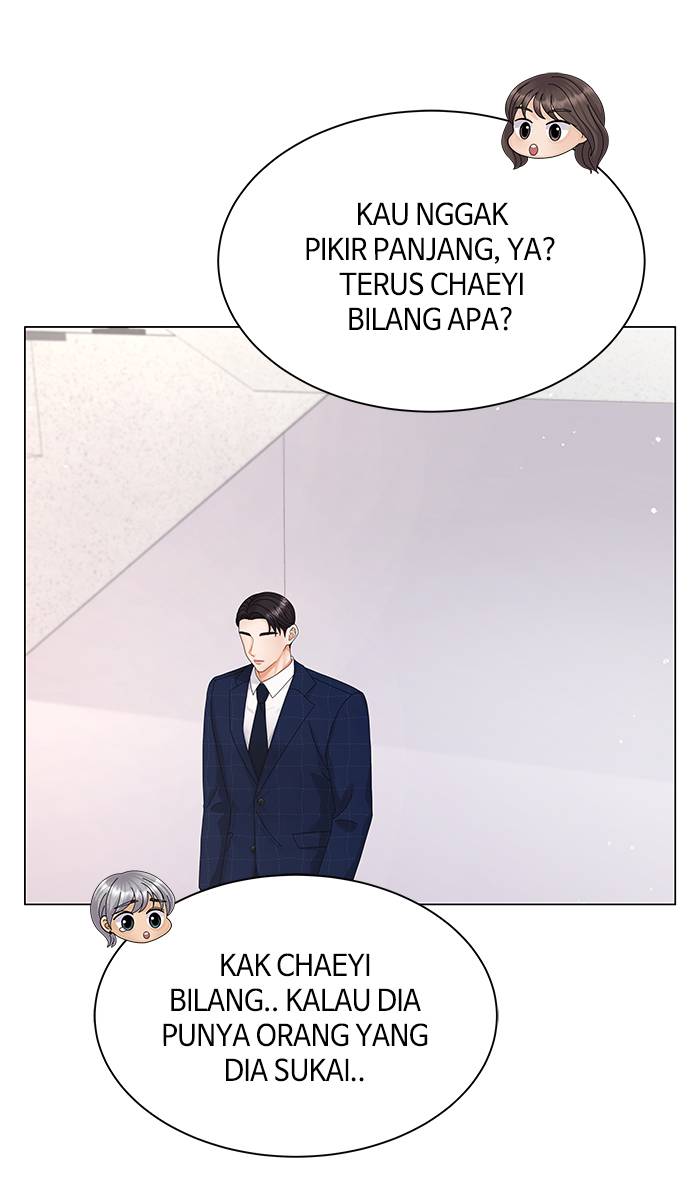 KAU NGGAK
PIKIR PANJANG, YA?
TERUS CHAEYI
BILANG APA?
KAK CHAEYI
BILANG.. KALAU DIA
PUNYA ORANG YANG
DIA SUKAI..